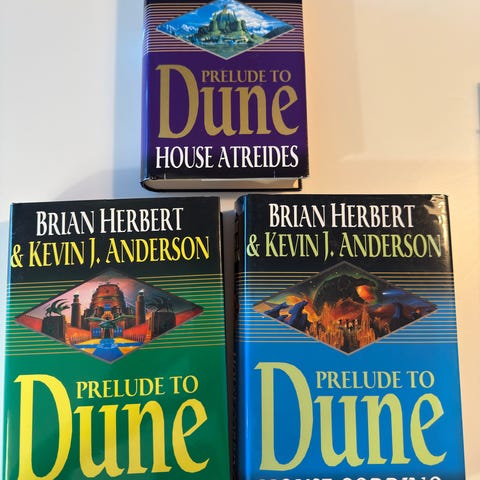 PRELUDE TO
Dune
HOUSE ATREIDES
BRIAN HERBERT
& KEVIN J. ANDERSON
PRELUDE TO
Dune
BRIAN HERBERT
& KEVIN J. ANDERSON
PRELUDE TO
Dune